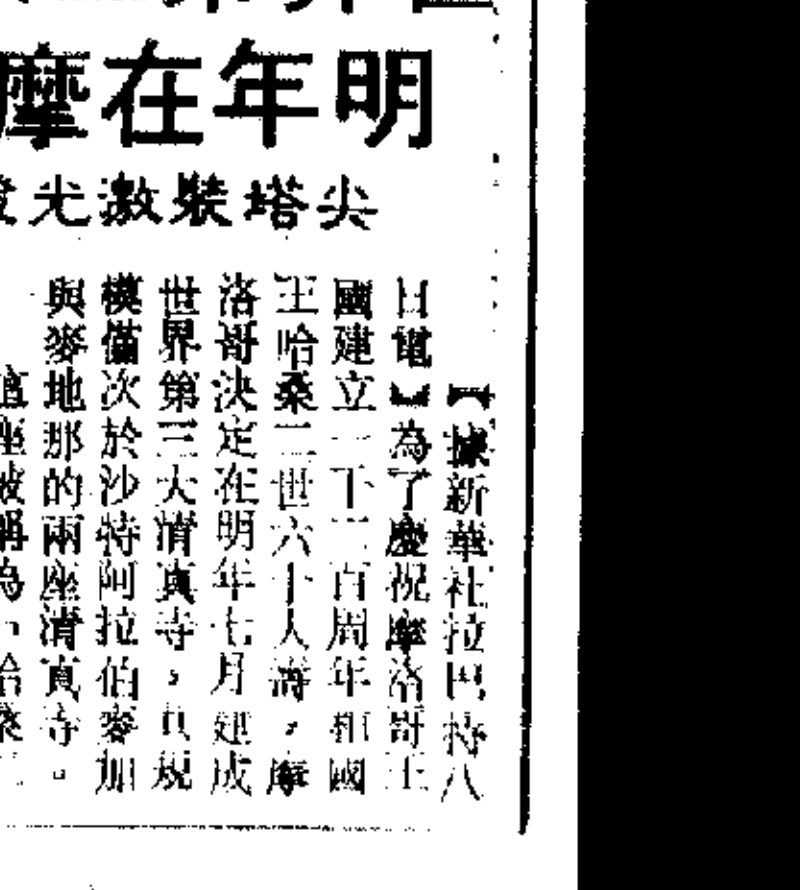 明年在摩
尖塔裝激光
【據新華社拉巴特八
日電】為了慶祝摩洛哥王
國建立一千二百周年和國
王哈桑二世六十大壽，摩
洛哥決定在明年七月建成
世界第三大清真寺，其規
模僅次於沙特阿拉伯麥加
與麥地那的兩座清真寺。